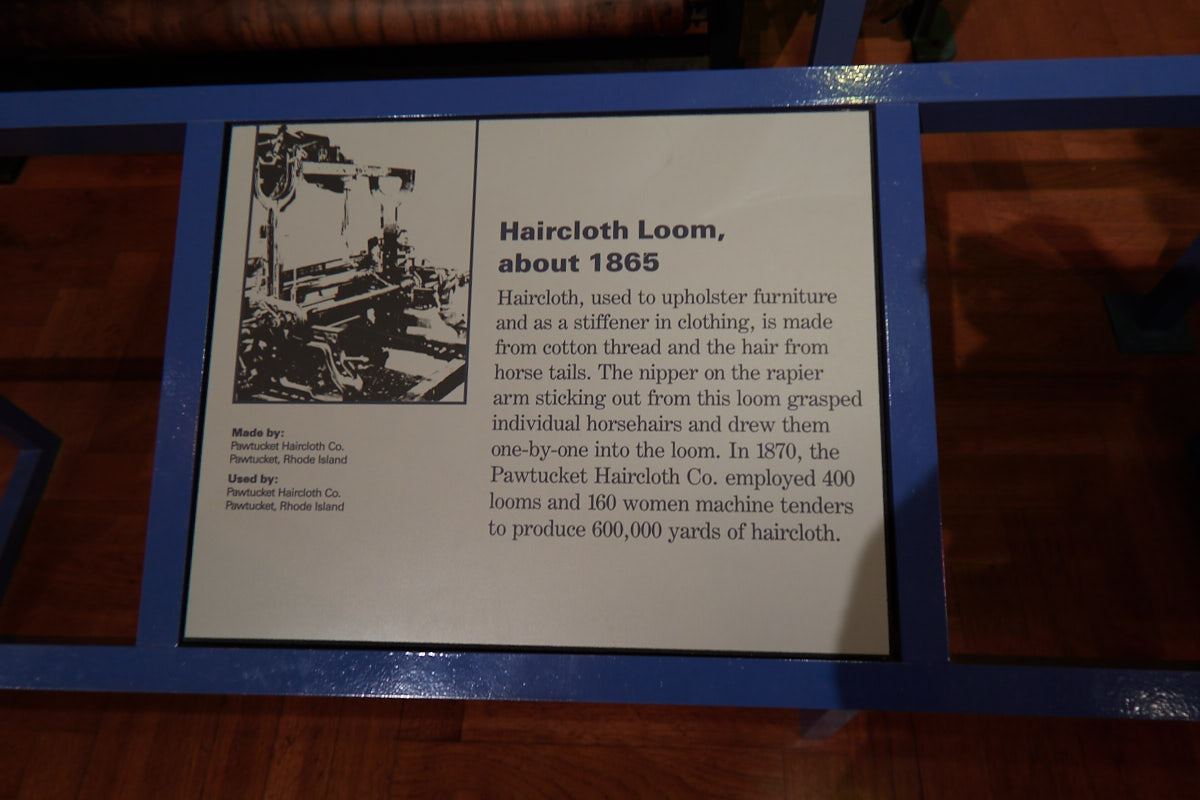 Haircloth Loom,
about 1865
Haircloth, used to upholster furniture
and as a stiffener in clothing, is made
from cotton thread and the hair from
horse tails. The nipper on the rapier
arm sticking out from this loom grasped
individual horsehairs and drew them
one-by-one into the loom. In 1870, the
Pawtucket Haircloth Co. employed 400
looms and 160 women machine tenders
to produce 600,000 yards of haircloth.
Made by:
Pawtucket Haircloth Co.
Pawtucket, Rhode Island
Used by:
Pawtucket Haircloth Co.
Pawtucket, Rhode Island